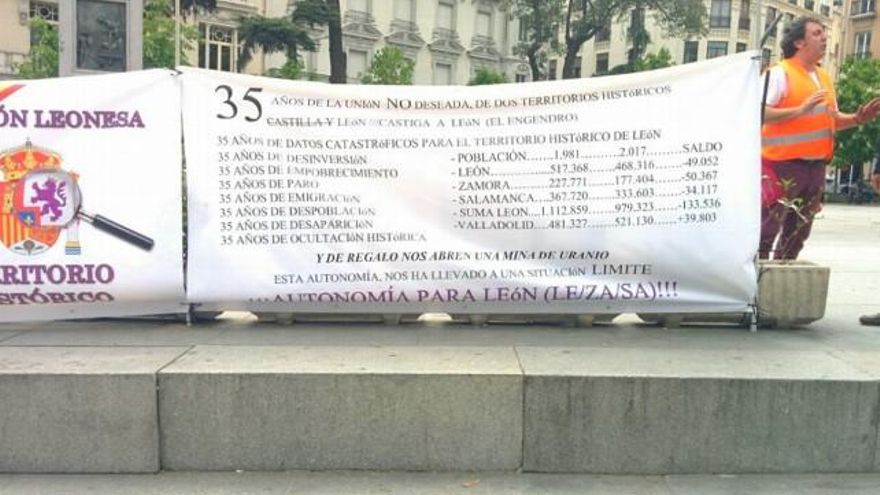 ÓN LEONESA
RRITORIO
STÓRICO
35 AÑOS DE LA UNIóN NO DESEADA, DE DOS TERRITORIOS HISTóRICOS
CASTILLA Y LEóN ///CASTIGA A LEóN (EL ENGENDRO)
35 AÑOS DE DATOS CATASTRóFICOS PARA EL TERRITORIO HISTóRICO DE LEóN
35 AÑOS DE DESINVERSIóN - POBLACIÓN.......1.981..........2.017.......SALDO
35 AÑOS DE EMPOBRECIMIENTO - LEÓN.....................517.368.......468.316 -49.052
35 AÑOS DE PARO - ZAMORA...............227.771.......177.404 -50.367
35 AÑOS DE EMIGRACIóN - SALAMANCA.........367.720.......333.603 -34.117
35 AÑOS DE DESPOBLACIóN - SUMA LEON...1.112.859.......979.323 -133.536
35 AÑOS DE DESAPARICIóN - VALLADOLID....481.327.......521.130 +39.803
35 AÑOS DE OCULTACIóN HISTóRICA
Y DE REGALO NOS ABREN UNA MINA DE URANIO
ESTA AUTONOMÍA, NOS HA LLEVADO A UNA SITUACIóN LIMITE
¡¡¡AUTONOMÍA PARA LEóN (LE/ZA/SA)!!!